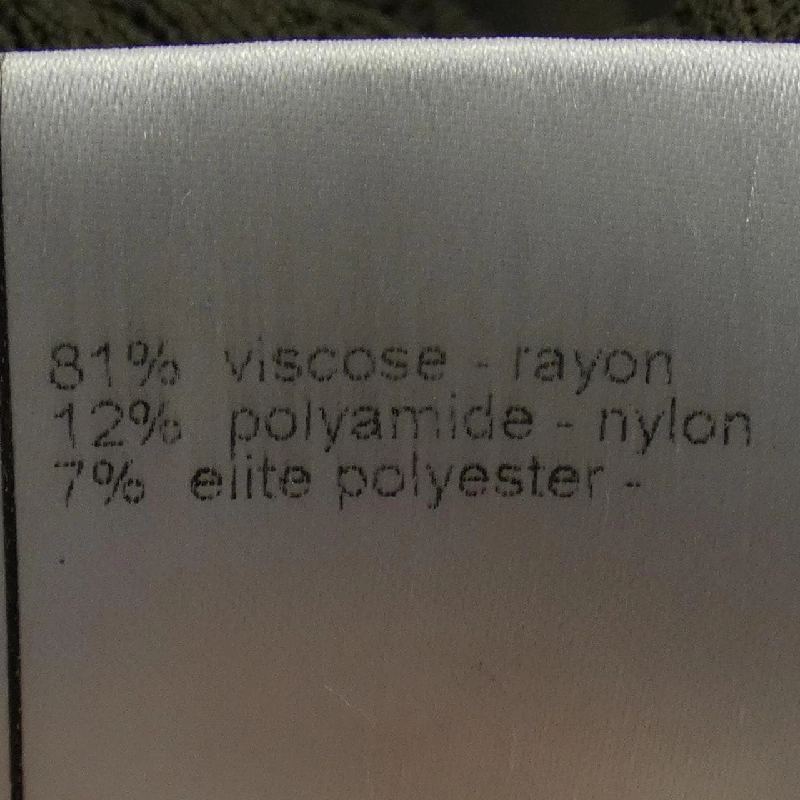 81% viscose - rayon
12% polyamide - nylon
7% elite polyester -